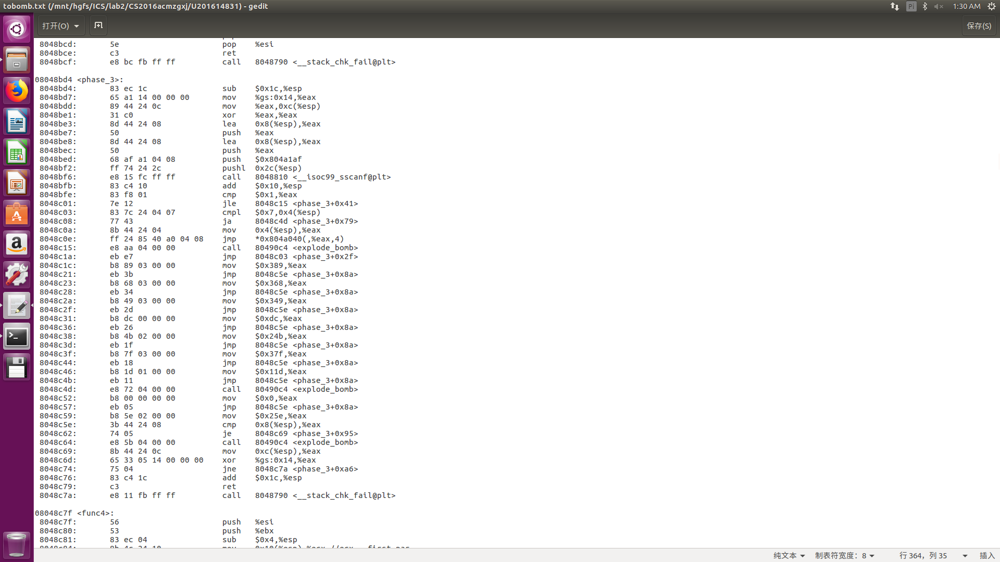 tobomb.txt (/mnt/hgfs/ICS/lab2/CS2016acmzgxj/U201614831) - gedit
Pi
1:30 AM
打开(O)
保存(S)
8048bcd: 5e pop %esi
8048bce: c3 ret
8048bcf: e8 bc fb ff ff call 8048790 <__stack_chk_fail@plt>
08048bd4 <phase_3>:
8048bd4: 83 ec 1c sub $0x1c,%esp
8048bd7: 65 a1 14 00 00 00 mov %gs:0x14,%eax
8048bdd: 89 44 24 0c mov %eax,0xc(%esp)
8048be1: 31 c0 xor %eax,%eax
8048be3: 8d 44 24 08 lea 0x8(%esp),%eax
8048be7: 50 push %eax
8048be8: 8d 44 24 08 lea 0x8(%esp),%eax
8048bec: 50 push %eax
8048bed: 68 af a1 04 08 push $0x804a1af
8048bf2: ff 74 24 2c pushl 0x2c(%esp)
8048bf6: e8 15 fc ff ff call 8048810 <__isoc99_sscanf@plt>
8048bfb: 83 c4 10 add $0x10,%esp
8048bfe: 83 f8 01 cmp $0x1,%eax
8048c01: 7e 12 jle 8048c15 <phase_3+0x41>
8048c03: 83 7c 24 04 07 cmpl $0x7,0x4(%esp)
8048c08: 77 43 ja 8048c4d <phase_3+0x79>
8048c0a: 8b 44 24 04 mov 0x4(%esp),%eax
8048c0e: ff 24 85 40 a0 04 08 jmp *0x804a040(,%eax,4)
8048c15: e8 aa 04 00 00 call 80490c4 <explode_bomb>
8048c1a: eb e7 jmp 8048c03 <phase_3+0x2f>
8048c1c: b8 89 03 00 00 mov $0x389,%eax
8048c21: eb 3b jmp 8048c5e <phase_3+0x8a>
8048c23: b8 68 03 00 00 mov $0x368,%eax
8048c28: eb 34 jmp 8048c5e <phase_3+0x8a>
8048c2a: b8 49 03 00 00 mov $0x349,%eax
8048c2f: eb 2d jmp 8048c5e <phase_3+0x8a>
8048c31: b8 dc 00 00 00 mov $0xdc,%eax
8048c36: eb 26 jmp 8048c5e <phase_3+0x8a>
8048c38: b8 4b 02 00 00 mov $0x24b,%eax
8048c3d: eb 1f jmp 8048c5e <phase_3+0x8a>
8048c3f: b8 7f 03 00 00 mov $0x37f,%eax
8048c44: eb 18 jmp 8048c5e <phase_3+0x8a>
8048c46: b8 1d 01 00 00 mov $0x11d,%eax
8048c4b: eb 11 jmp 8048c5e <phase_3+0x8a>
8048c4d: e8 72 04 00 00 call 80490c4 <explode_bomb>
8048c52: b8 00 00 00 00 mov $0x0,%eax
8048c57: eb 05 jmp 8048c5e <phase_3+0x8a>
8048c59: b8 5e 02 00 00 mov $0x25e,%eax
8048c5e: 3b 44 24 08 cmp 0x8(%esp),%eax
8048c62: 74 05 je 8048c69 <phase_3+0x95>
8048c64: e8 5b 04 00 00 call 80490c4 <explode_bomb>
8048c69: 8b 44 24 0c mov 0xc(%esp),%eax
8048c6d: 65 33 05 14 00 00 00 xor %gs:0x14,%eax
8048c74: 75 04 jne 8048c7a <phase_3+0xa6>
8048c76: 83 c4 1c add $0x1c,%esp
8048c79: c3 ret
8048c7a: e8 11 fb ff ff call 8048790 <__stack_chk_fail@plt>
08048c7f <func4>:
8048c7f: 56 push %esi
8048c80: 53 push %ebx
8048c81: 83 ec 04 sub $0x4,%esp
纯文本 制表符宽度：8 行 364，列 35 插入